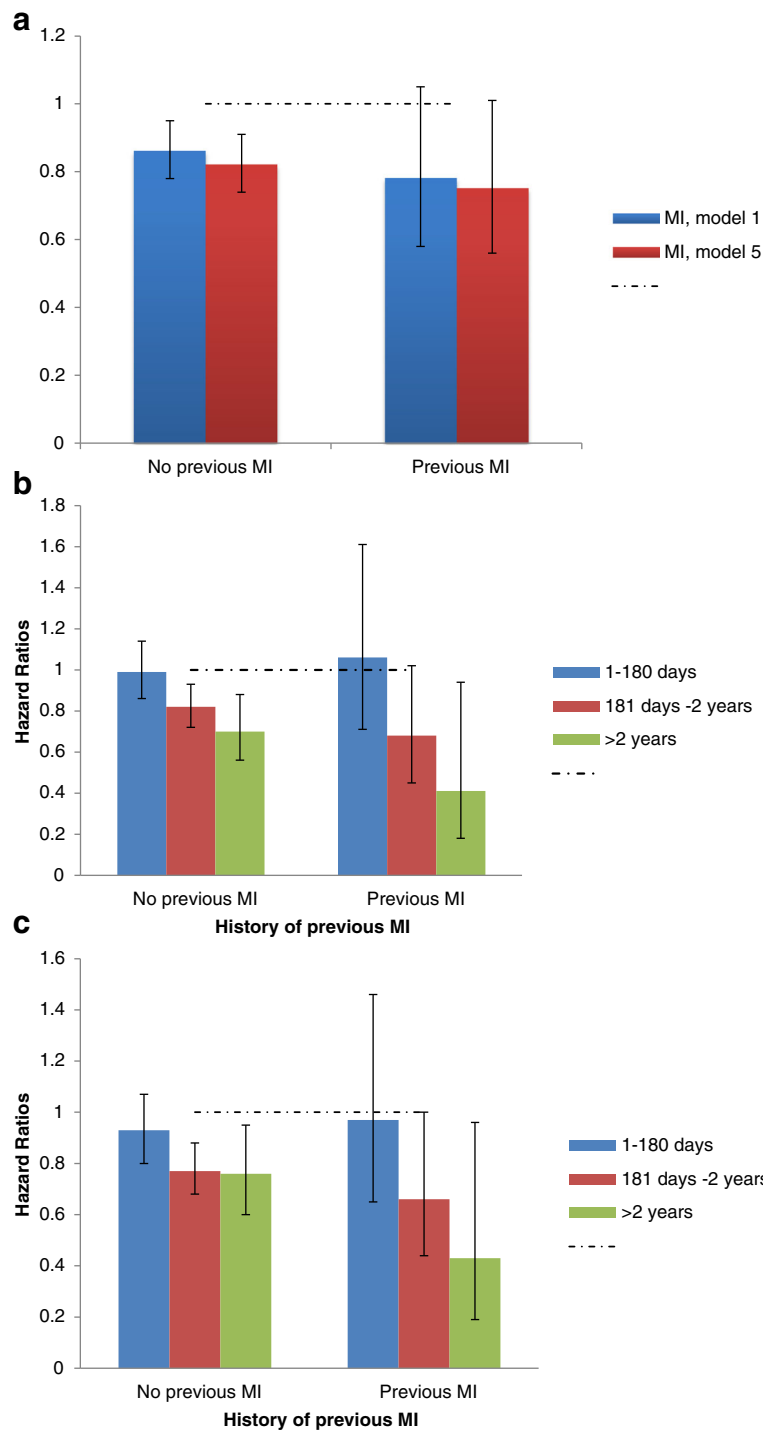 a
1.2
1
0.8
0.6
0.4
0.2
0
No previous MI
Previous MI
MI, model 1
MI, model 5
b
1.8
1.6
1.4
1.2
1
0.8
0.6
0.4
0.2
0
Hazard Ratios
No previous MI
Previous MI
History of previous MI
1-180 days
181 days -2 years
>2 years
c
1.6
1.4
1.2
1
0.8
0.6
0.4
0.2
0
Hazard Ratios
No previous MI
Previous MI
History of previous MI
1-180 days
181 days -2 years
>2 years